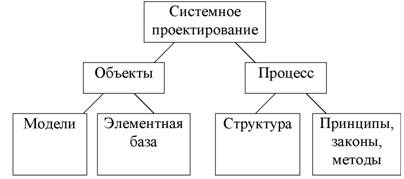 Системное
проектирование
Объекты
Процесс
Модели
Элементная
база
Структура
Принципы,
законы,
методы